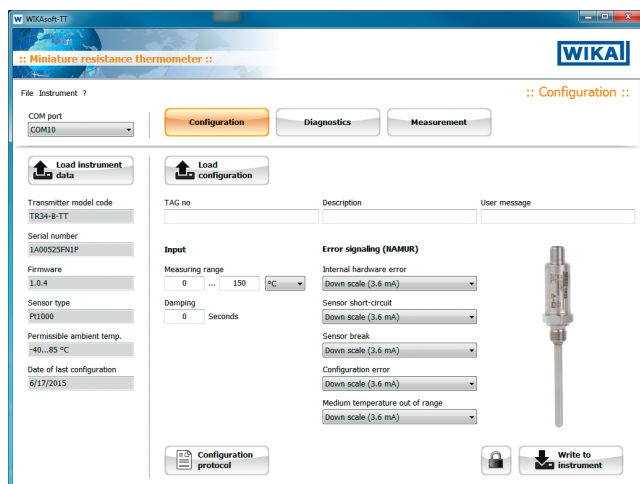 WIKAsoft-TT
:: Miniature resistance thermometer ::
WIKA
File Instrument ?
:: Configuration ::
COM port
COM10
Configuration
Diagnostics
Measurement
Load instrument
data
Load
configuration
Transmitter model code
TR34-B-TT
Serial number
1A00525FN1P
Firmware
1.0.4
Sensor type
Pt1000
Permissible ambient temp.
-40...85 °C
Date of last configuration
6/17/2015
TAG no
Description
User message
Input
Measuring range
0 ... 150 °C
Damping
0 Seconds
Error signaling (NAMUR)
Internal hardware error
Down scale (3.6 mA)
Sensor short-circuit
Down scale (3.6 mA)
Sensor break
Down scale (3.6 mA)
Configuration error
Down scale (3.6 mA)
Medium temperature out of range
Down scale (3.6 mA)
Configuration
protocol
Write to
instrument